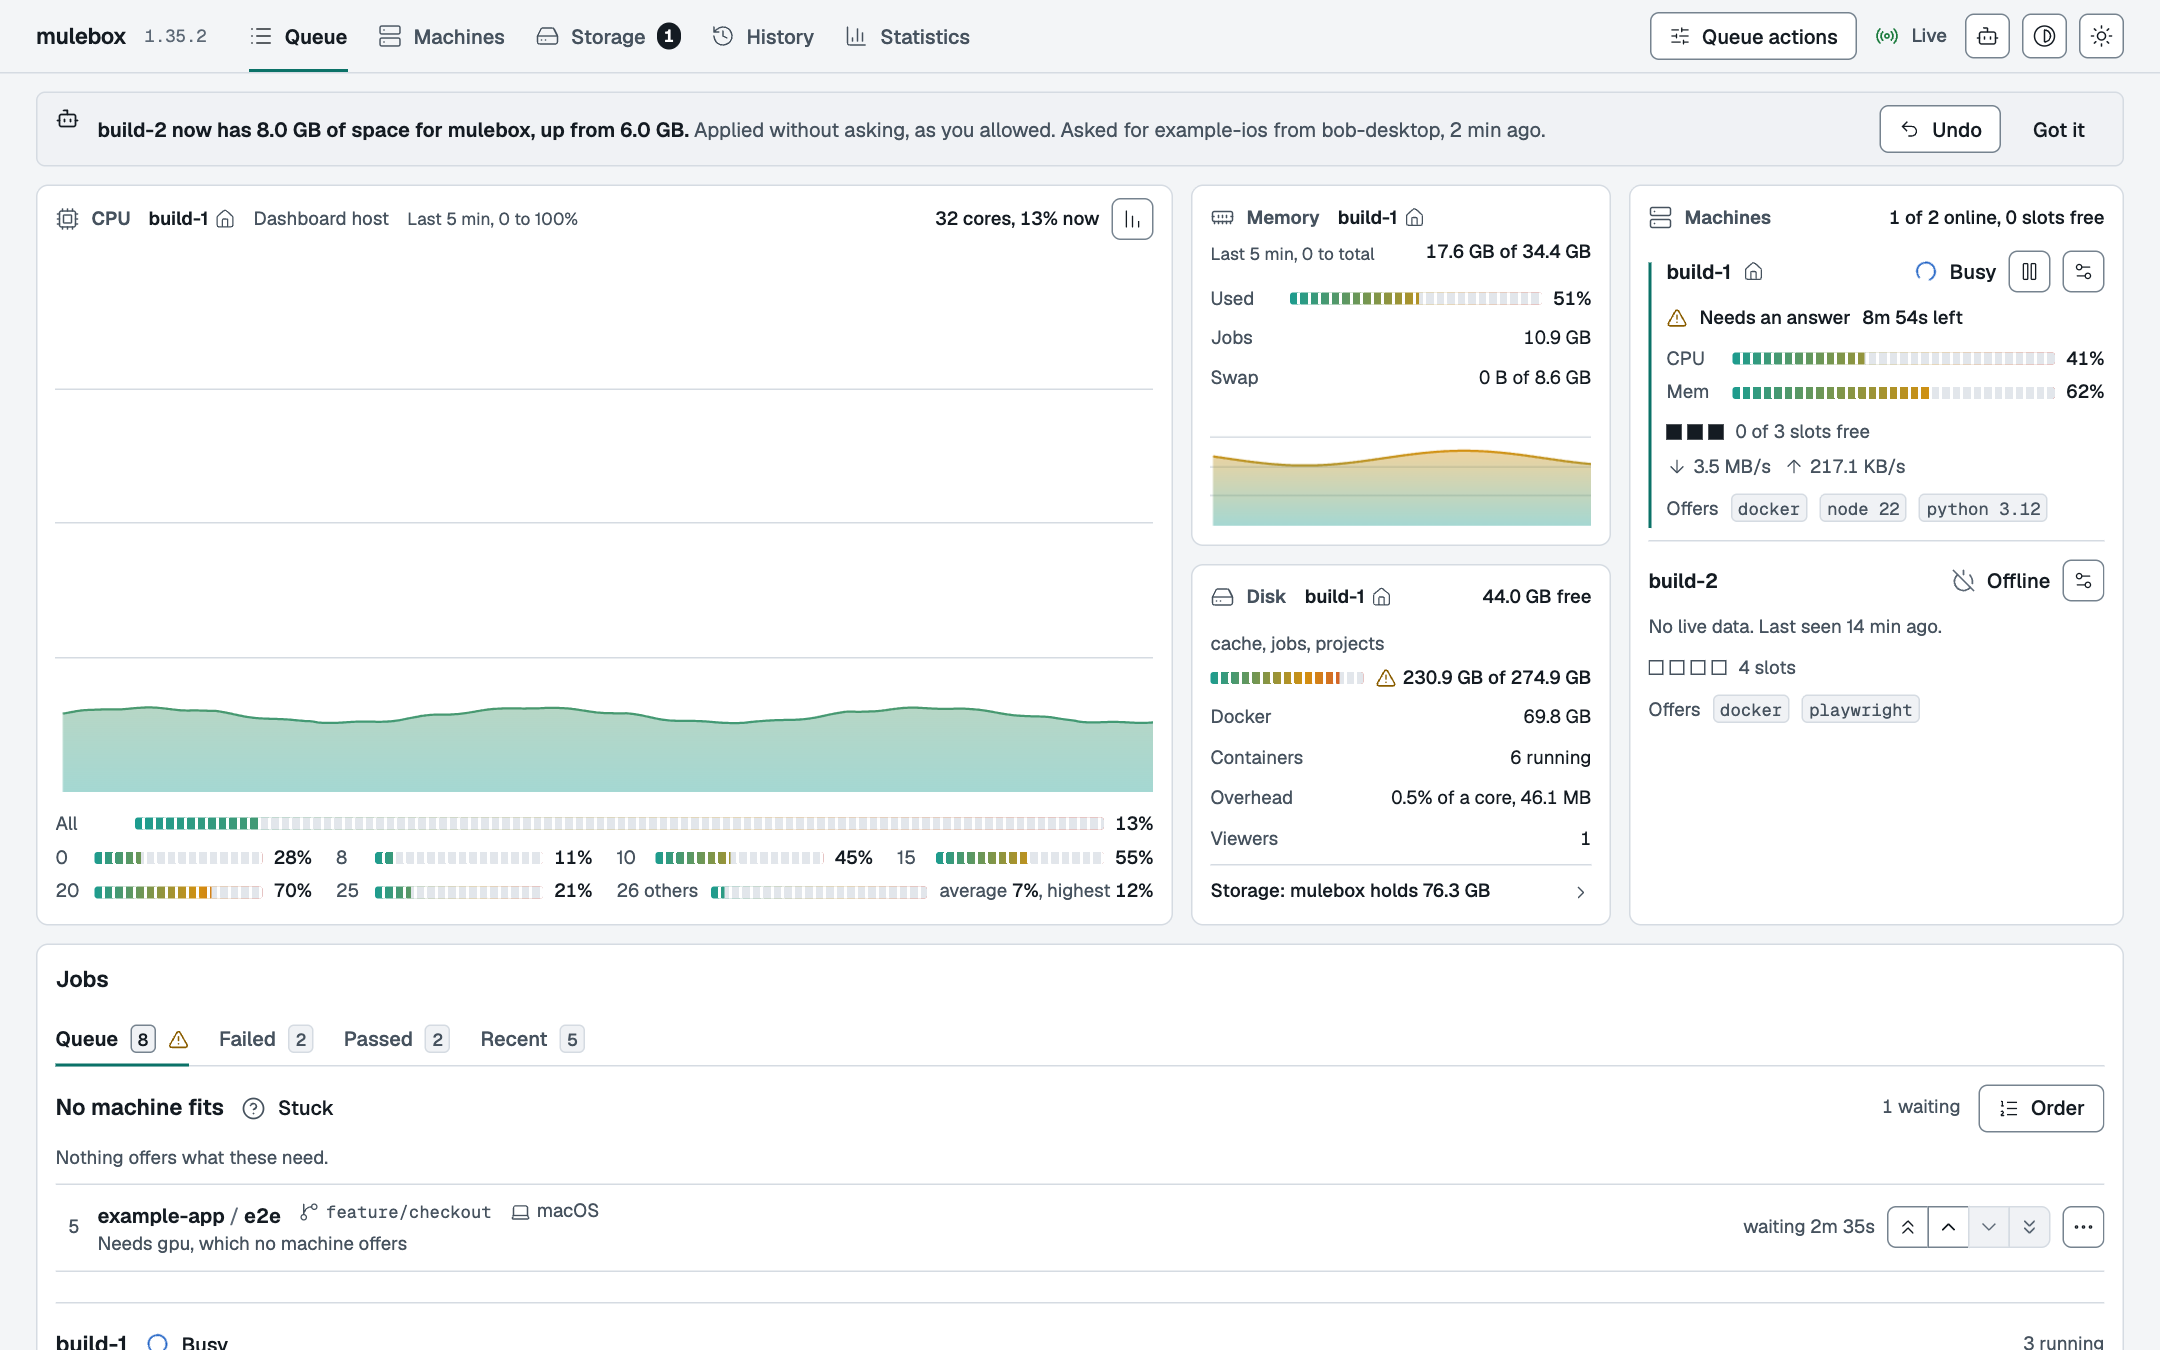 mulebox 1.35.2 Queue Machines Storage 1 History Statistics Queue actions Live
build-2 now has 8.0 GB of space for mulebox, up from 6.0 GB. Applied without asking, as you allowed. Asked for example-ios from bob-desktop, 2 min ago. Undo Got it
CPU build-1 Dashboard host Last 5 min, 0 to 100% 32 cores, 13% now
All 13%
0 28% 8 11% 10 45% 15 55%
20 70% 25 21% 26 others average 7%, highest 12%
Memory build-1
Last 5 min, 0 to total 17.6 GB of 34.4 GB
Used 51%
Jobs 10.9 GB
Swap 0 B of 8.6 GB
Disk build-1 44.0 GB free
cache, jobs, projects
230.9 GB of 274.9 GB
Docker 69.8 GB
Containers 6 running
Overhead 0.5% of a core, 46.1 MB
Viewers 1
Storage: mulebox holds 76.3 GB
Machines 1 of 2 online, 0 slots free
build-1 Busy
Needs an answer 8m 54s left
CPU 41%
Mem 62%
0 of 3 slots free
3.5 MB/s 217.1 KB/s
Offers docker node 22 python 3.12
build-2 Offline
No live data. Last seen 14 min ago.
4 slots
Offers docker playwright
Jobs
Queue 8 Failed 2 Passed 2 Recent 5
No machine fits Stuck 1 waiting Order
Nothing offers what these need.
5 example-app / e2e feature/checkout macOS waiting 2m 35s
Needs gpu, which no machine offers
build-1 Busy 3 running